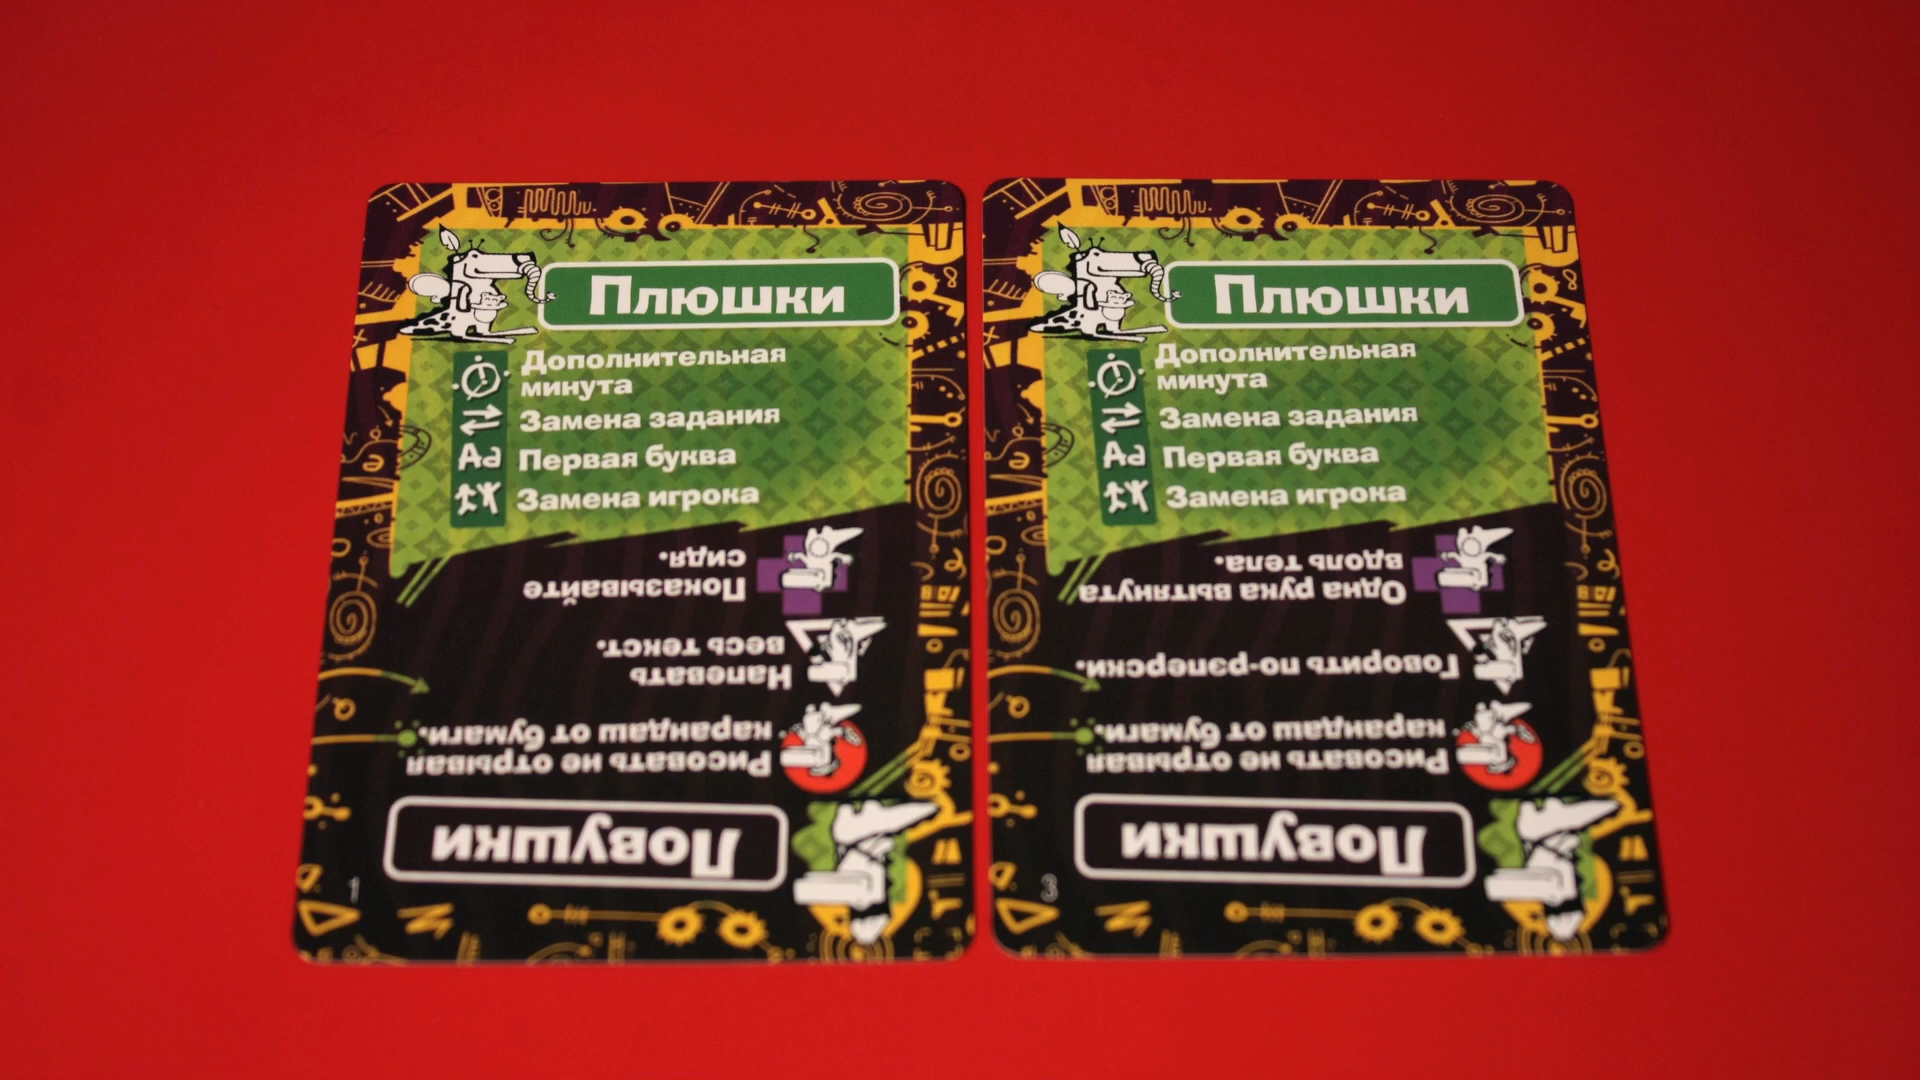 Плюшки
Дополнительная
минута
Замена задания
Aa Первая буква
Замена игрока
Ловушки
Рисовать не отрывая
карандаш от бумаги.
Напевать
весь текст.
Показывайте
сидя.
1
Плюшки
Дополнительная
минута
Замена задания
Aa Первая буква
Замена игрока
Ловушки
Рисовать не отрывая
карандаш от бумаги.
Говорить по-рэперски.
Одна рука вытянута
вдоль тела.
3